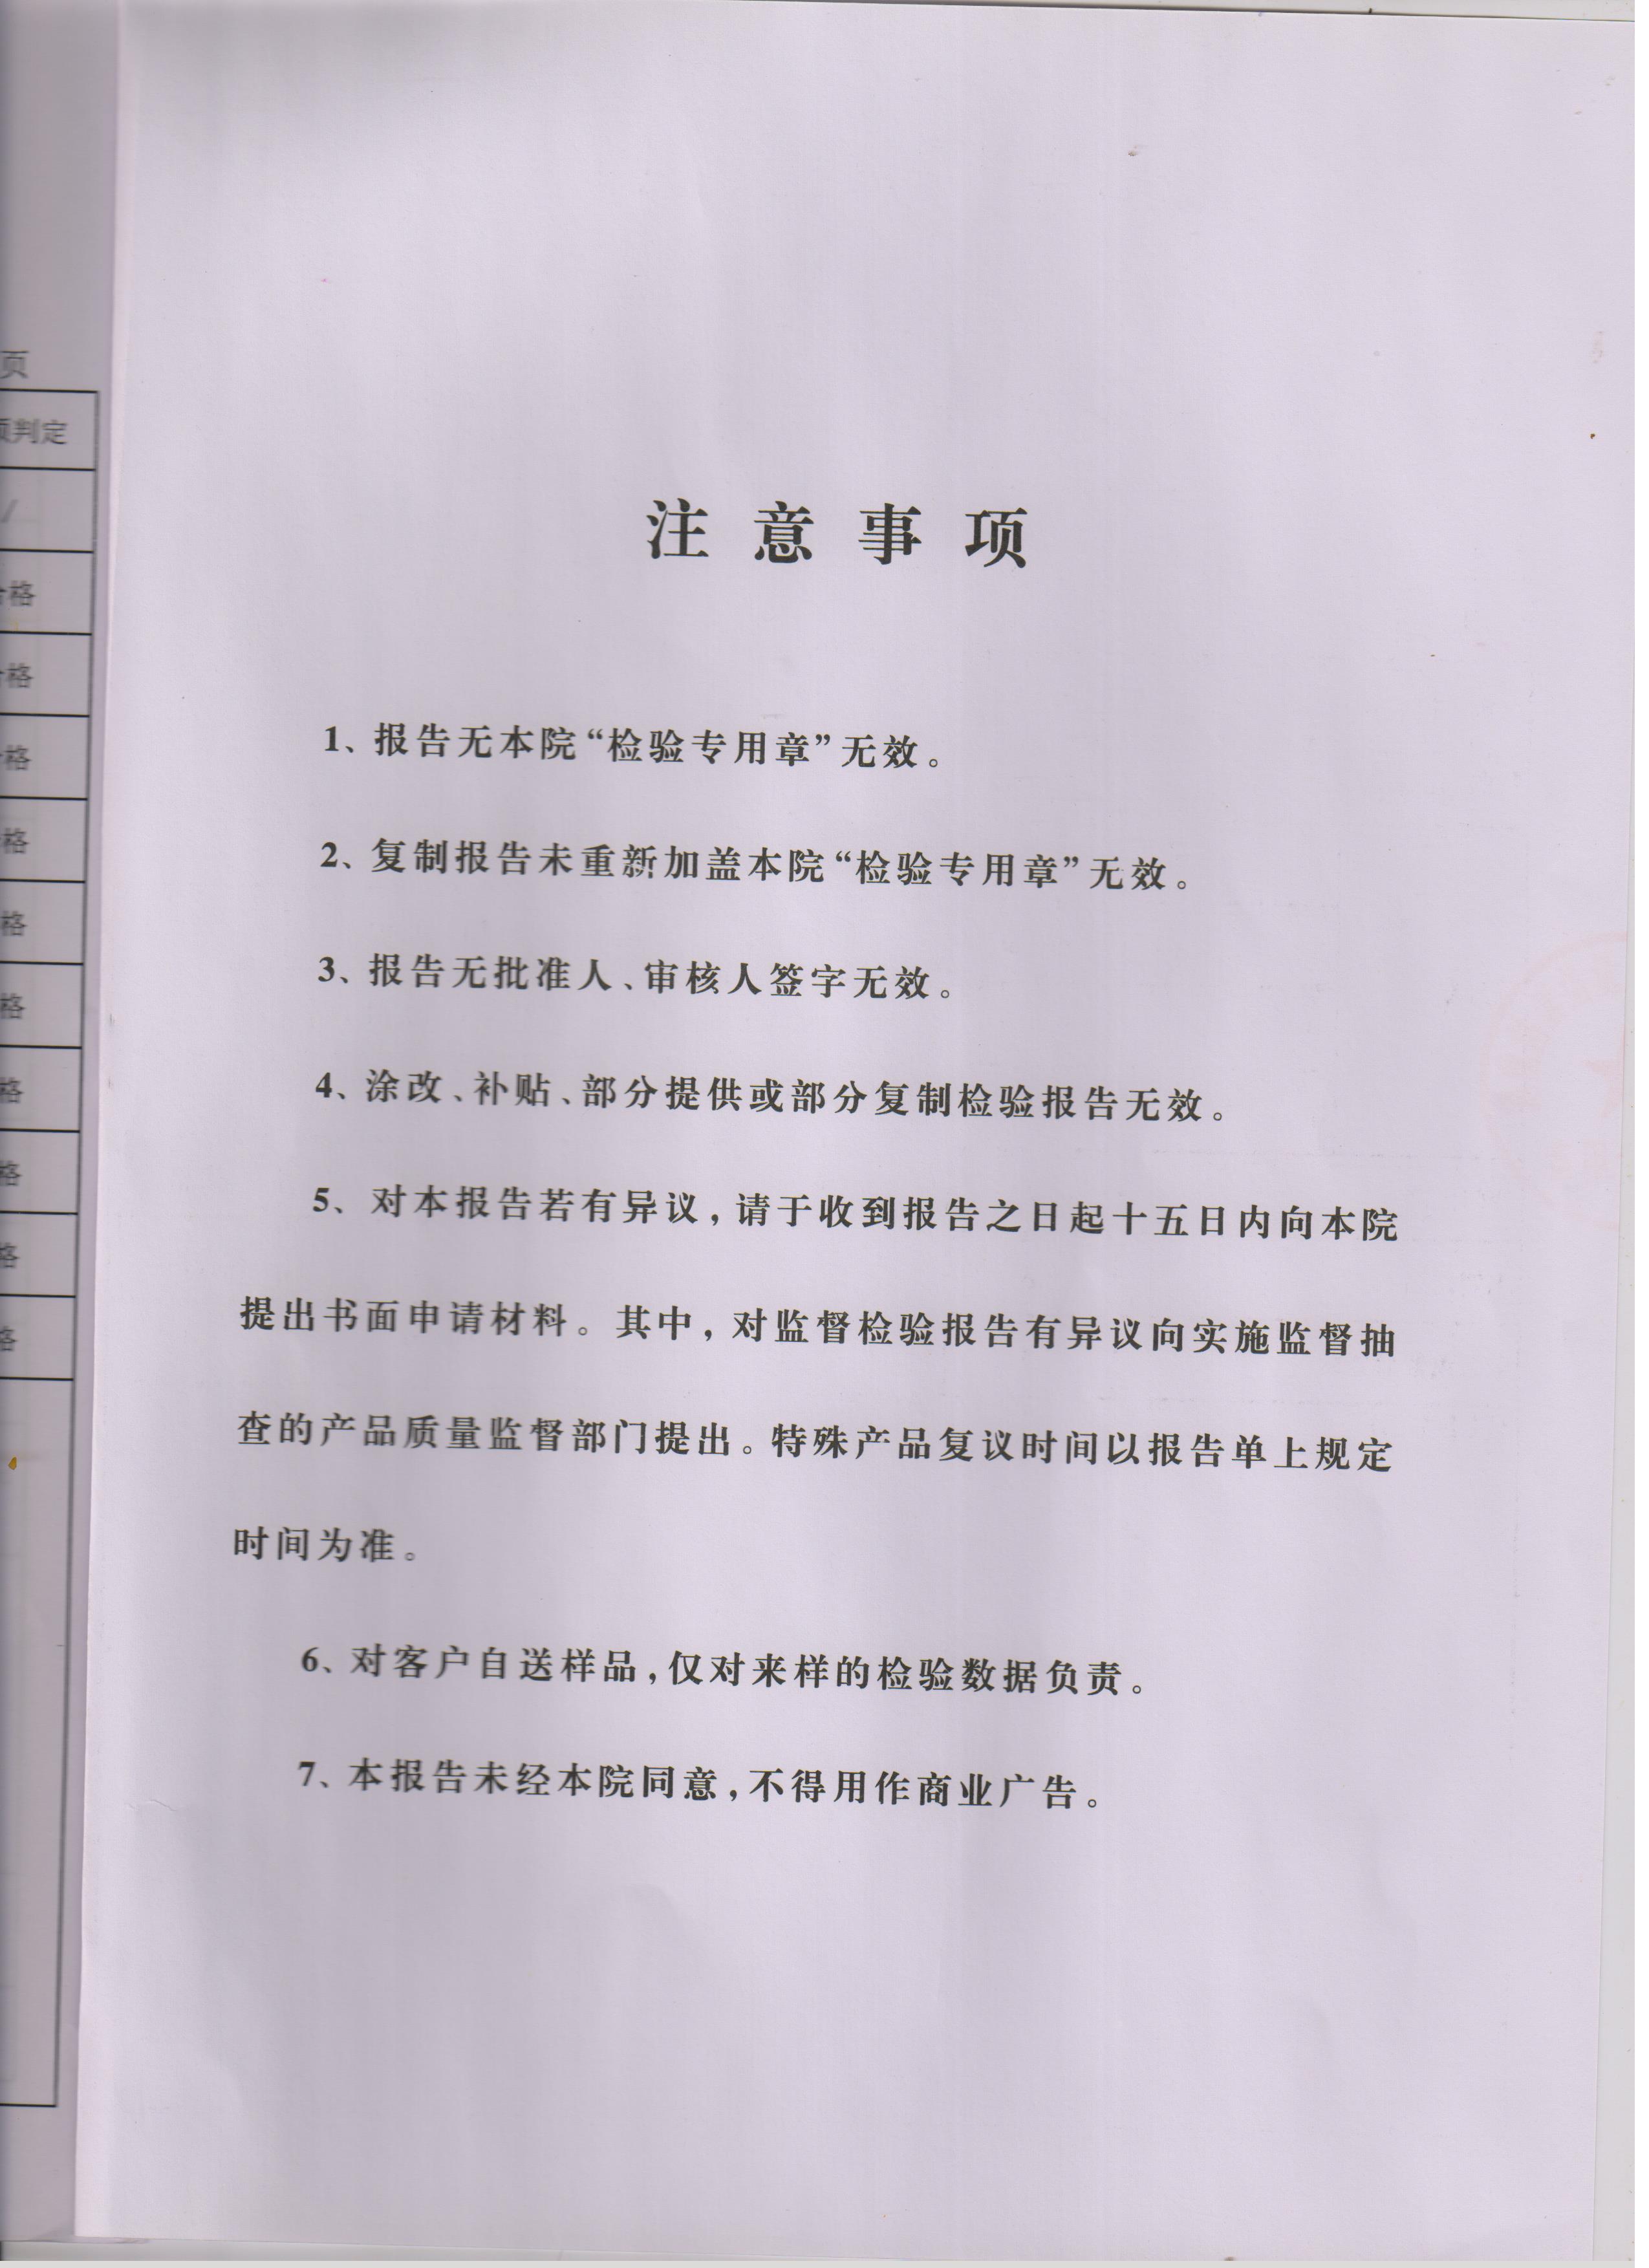 页
项判定
/
合格
合格
格
格
格
格
格
格
格
格
注意事项
1、报告无本院“检验专用章”无效。
2、复制报告未重新加盖本院“检验专用章”无效。
3、报告无批准人、审核人签字无效。
4、涂改、补贴、部分提供或部分复制检验报告无效。
5、对本报告若有异议，请于收到报告之日起十五日内向本院
提出书面申请材料。其中，对监督检验报告有异议向实施监督抽
查的产品质量监督部门提出。特殊产品复议时间以报告单上规定
时间为准。
6、对客户自送样品，仅对来样的检验数据负责。
7、本报告未经本院同意，不得用作商业广告。